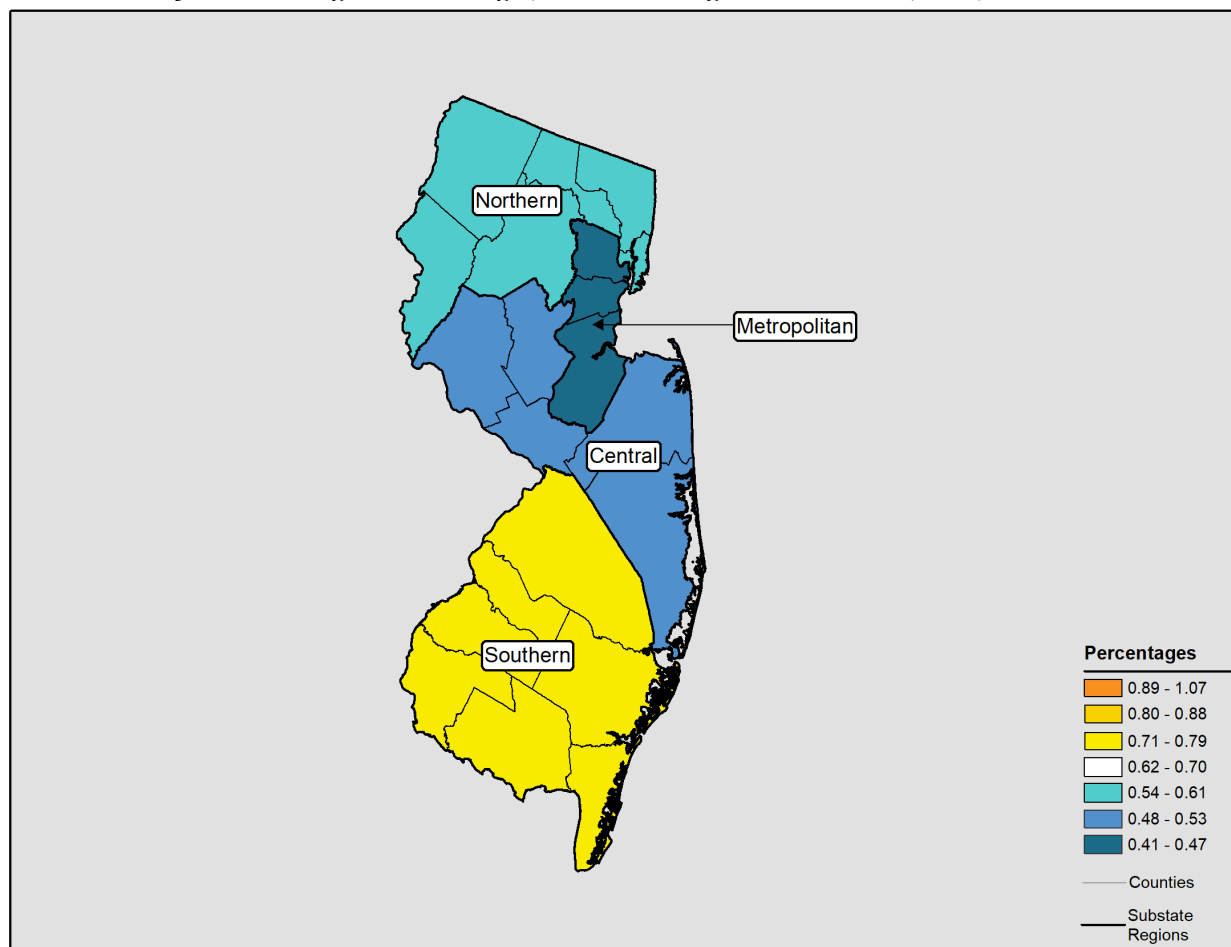 Northern
Metropolitan
Central
Southern
Percentages
0.89 - 1.07
0.80 - 0.88
0.71 - 0.79
0.62 - 0.70
0.54 - 0.61
0.48 - 0.53
0.41 - 0.47
Counties
Substate
Regions